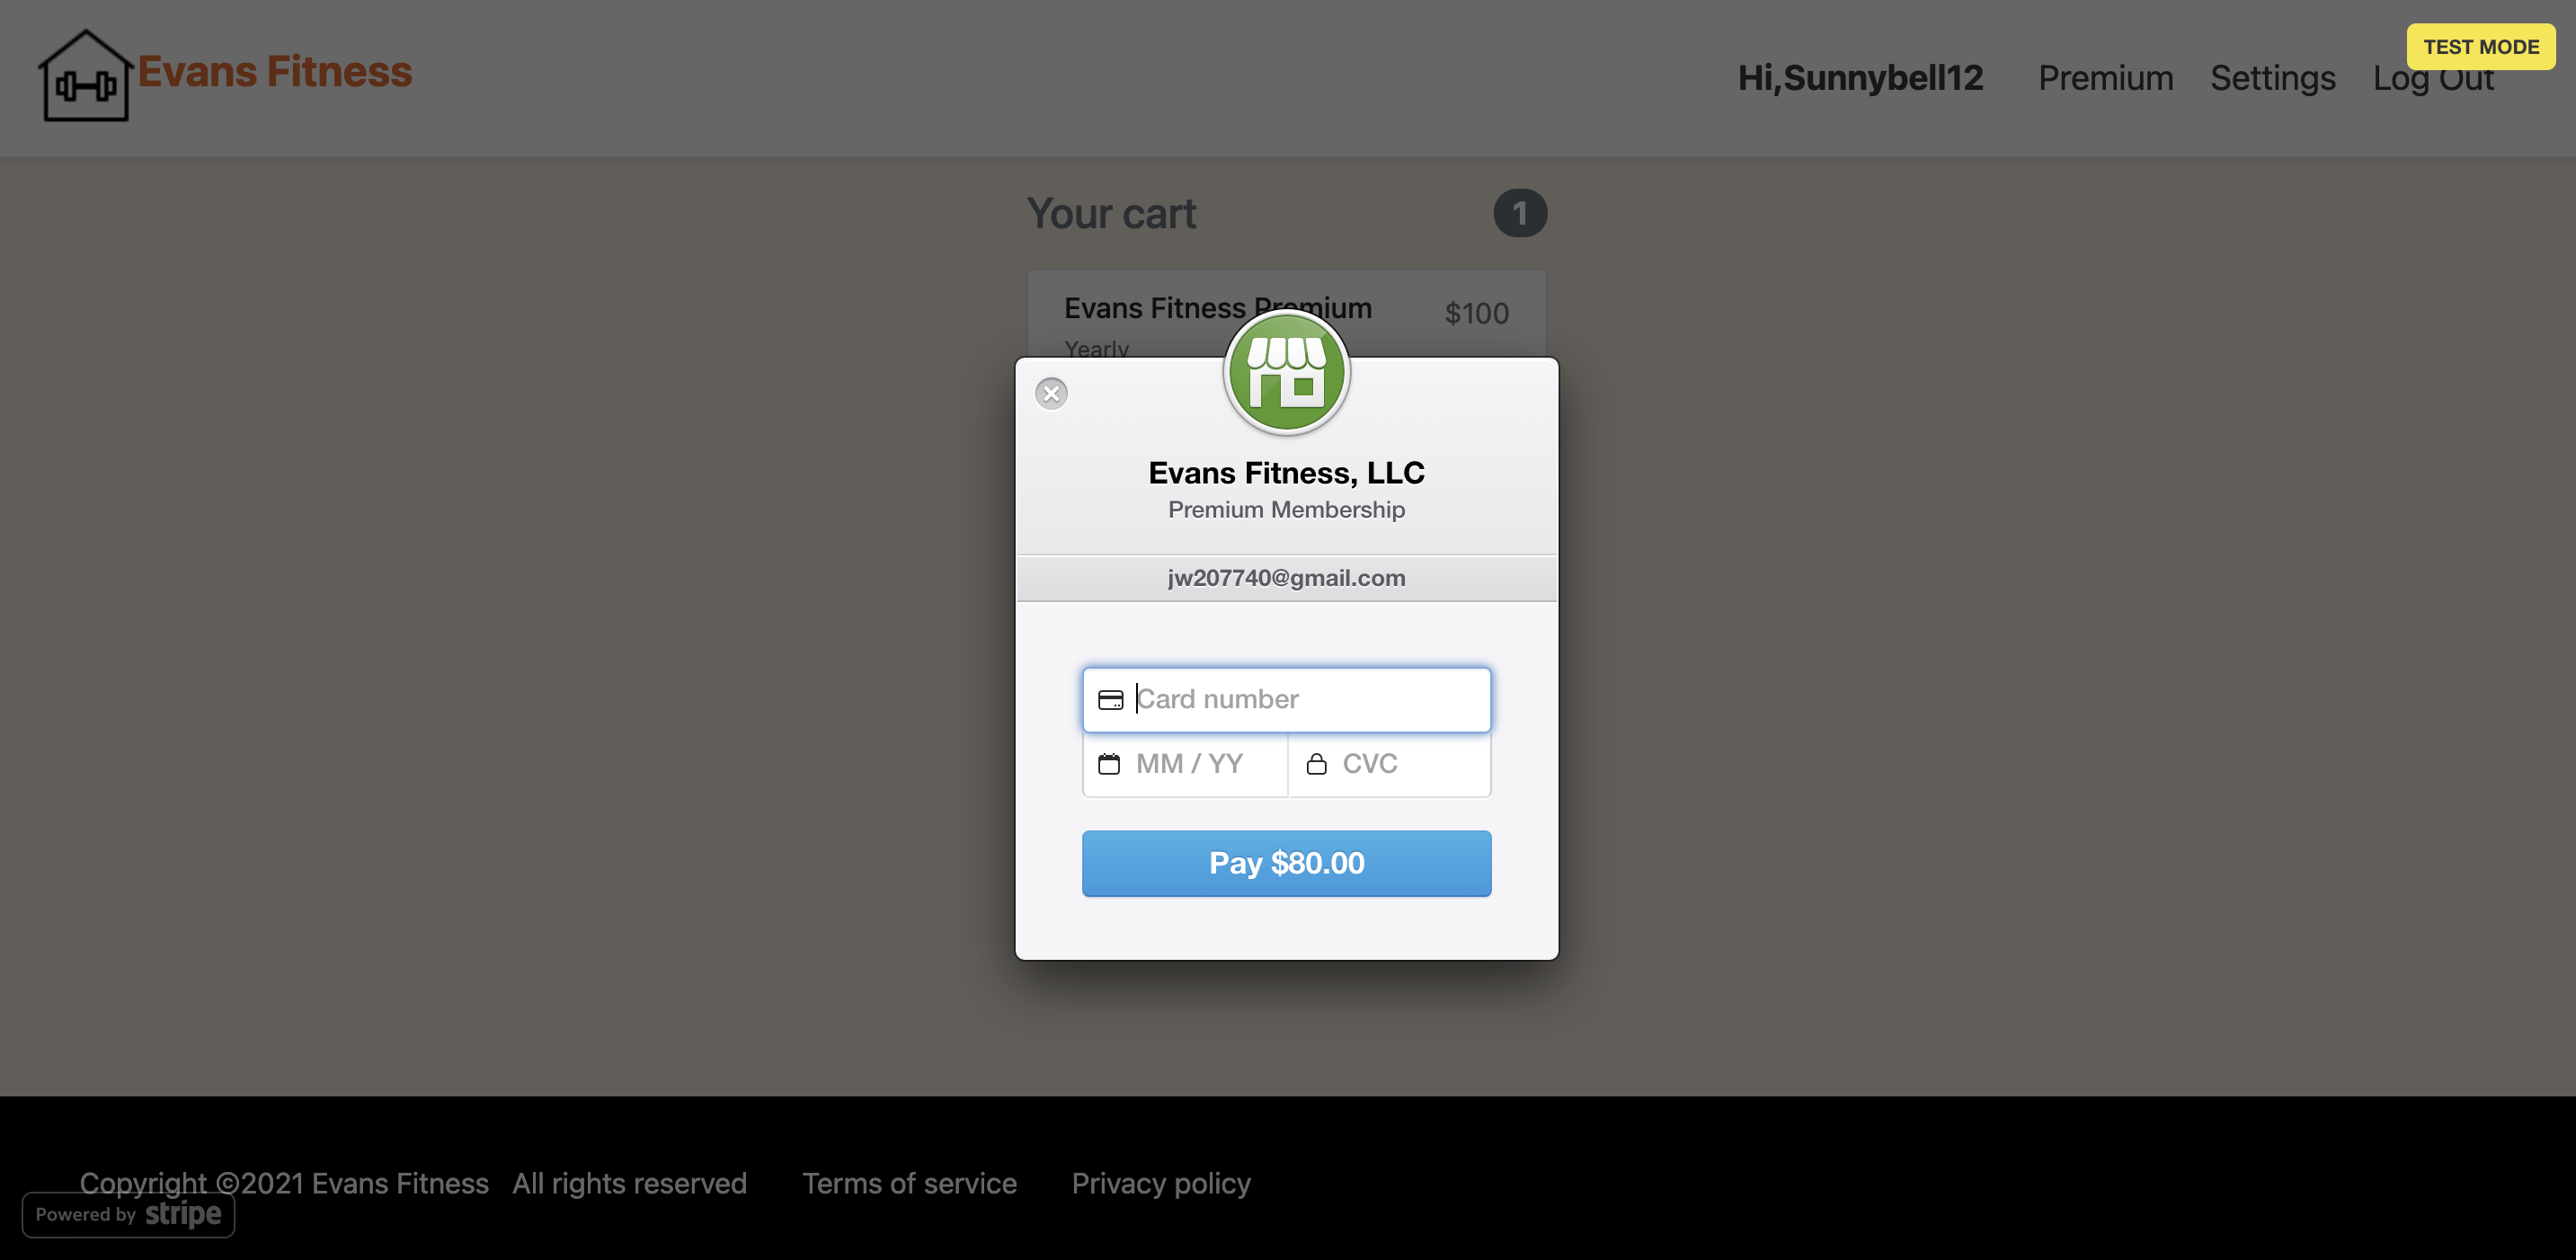 Evans Fitness
Hi,Sunnybell12 Premium Settings Log Out
TEST MODE
Your cart 1
Evans Fitness Premium $100
Yearly
Evans Fitness, LLC
Premium Membership
jw207740@gmail.com
Card number
MM / YY CVC
Pay $80.00
Copyright ©2021 Evans Fitness All rights reserved Terms of service Privacy policy
Powered by stripe